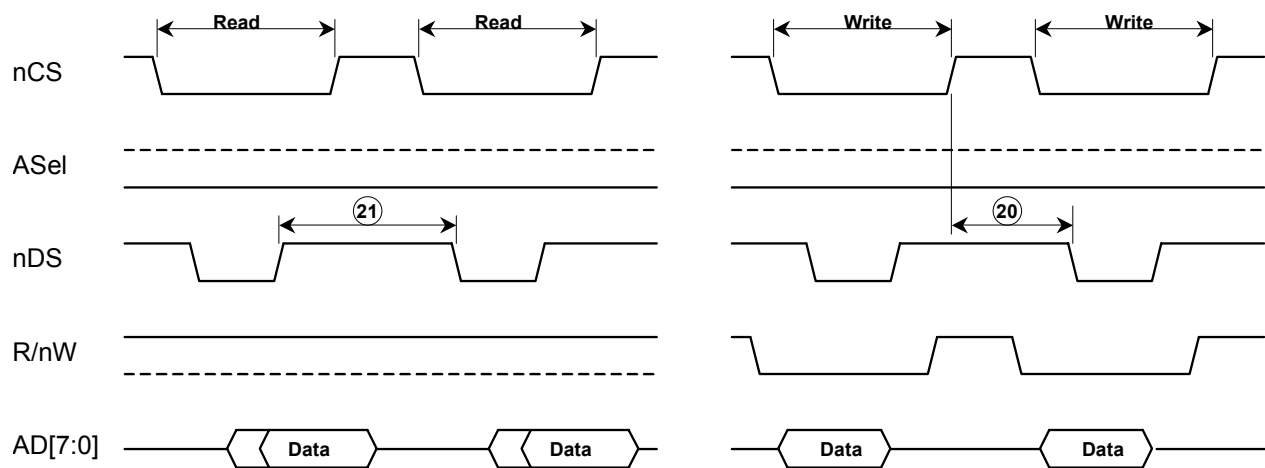 Read Read Write Write
nCS
ASel
21 20
nDS
R/nW
AD[7:0] Data Data Data Data